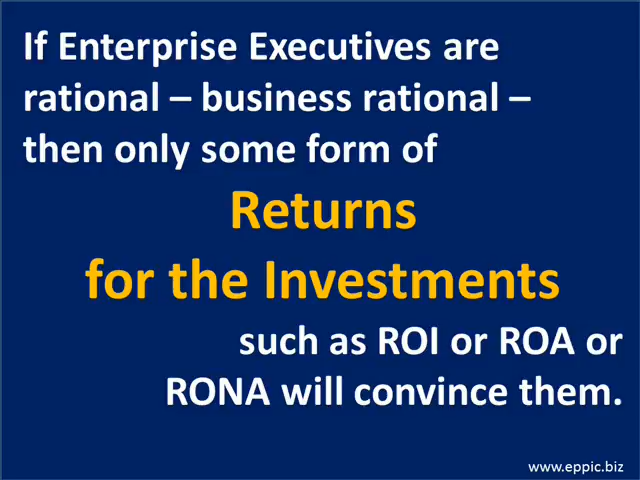 If Enterprise Executives are
rational – business rational –
then only some form of
Returns
for the Investments
such as ROI or ROA or
RONA will convince them.
www.eppic.biz